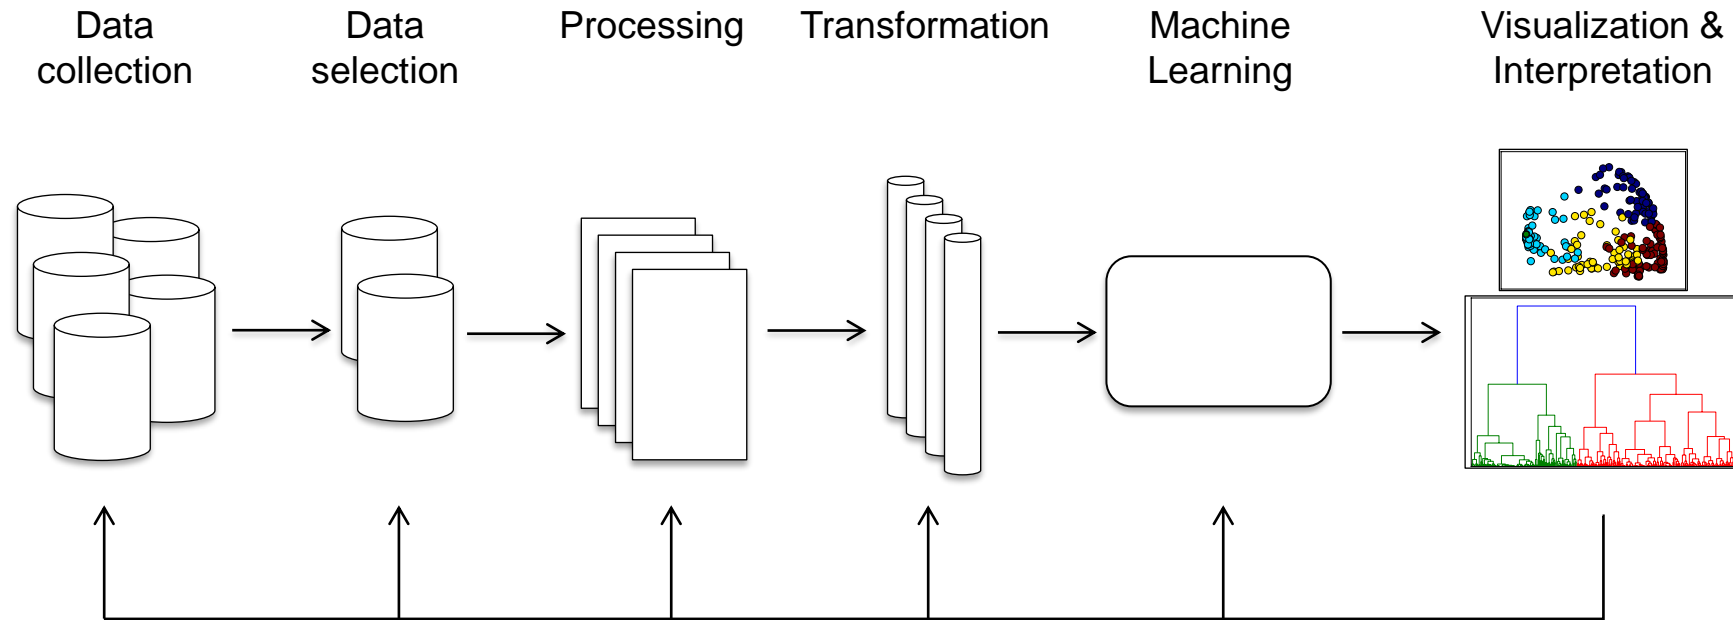 Data
collection
Data
selection
Processing
Transformation
Machine
Learning
Visualization &
Interpretation